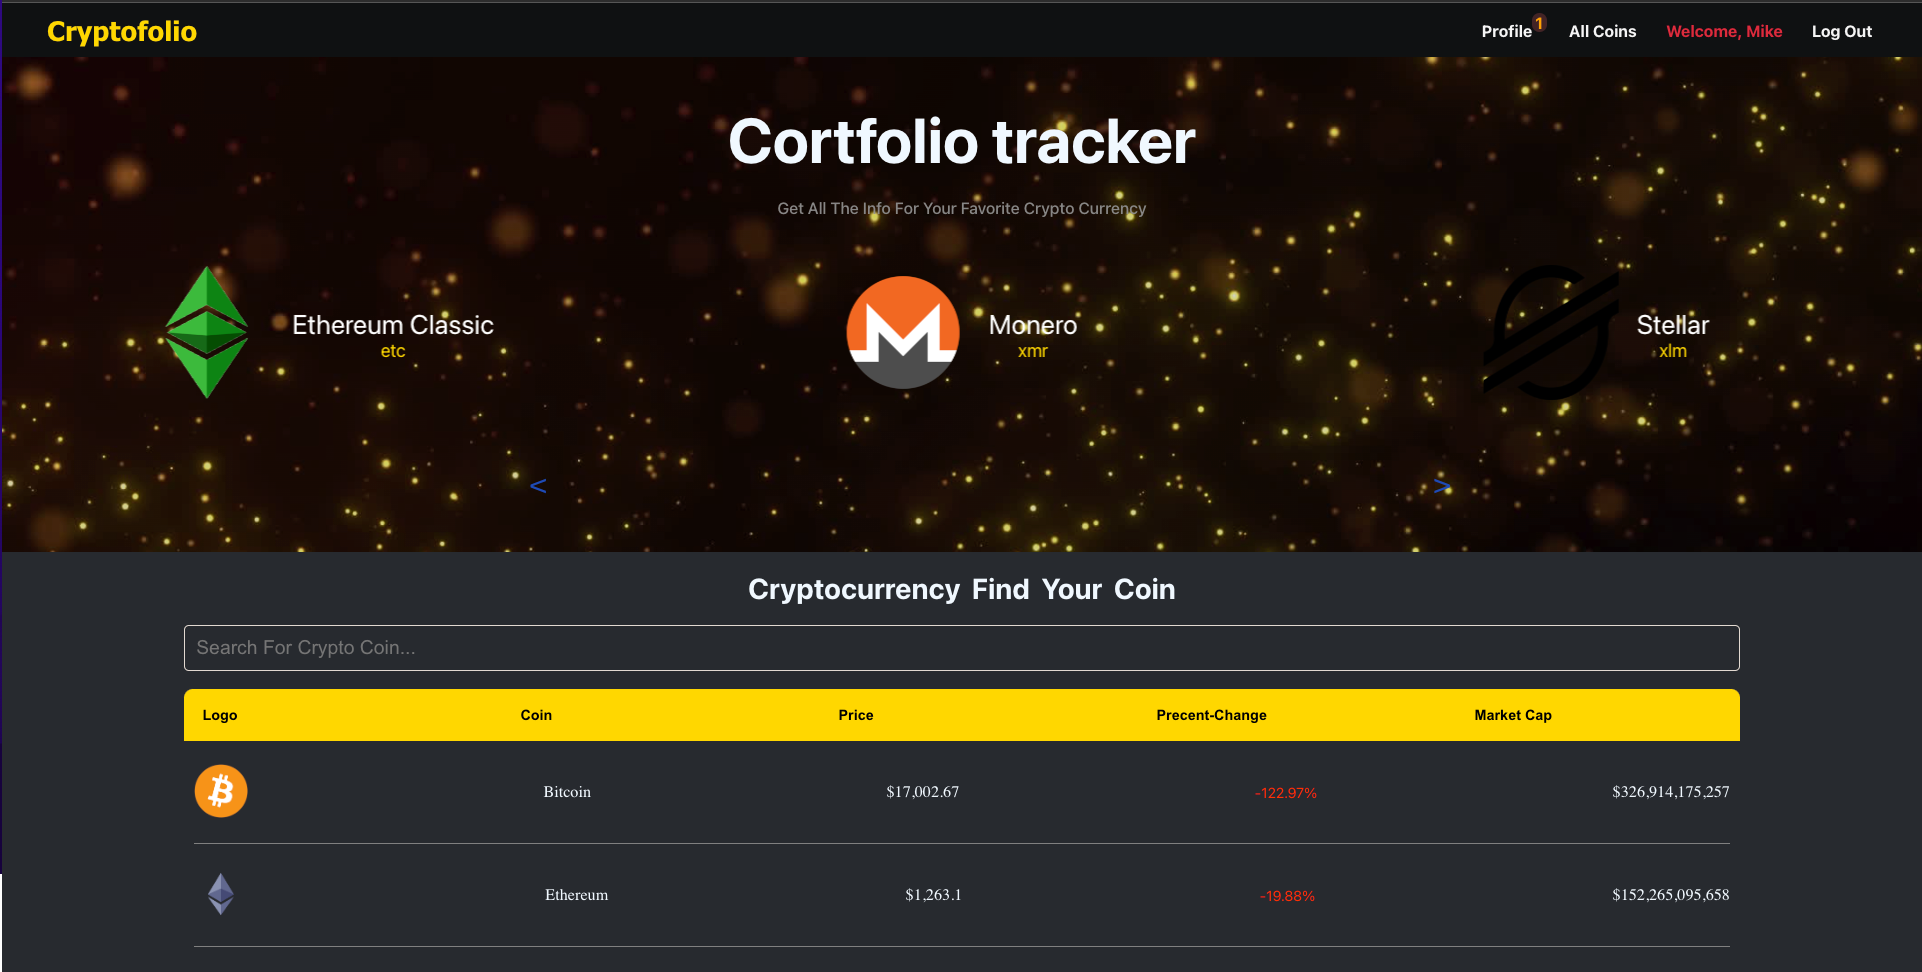 Cryptofolio
Profile 1 All Coins Welcome, Mike Log Out
Cortfolio tracker
Get All The Info For Your Favorite Crypto Currency
Ethereum Classic
etc
Monero
xmr
Stellar
xlm
< >
Cryptocurrency Find Your Coin
Search For Crypto Coin...
Logo Coin Price Precent-Change Market Cap
Bitcoin $17,002.67 -122.97% $326,914,175,257
Ethereum $1,263.1 -19.88% $152,265,095,658